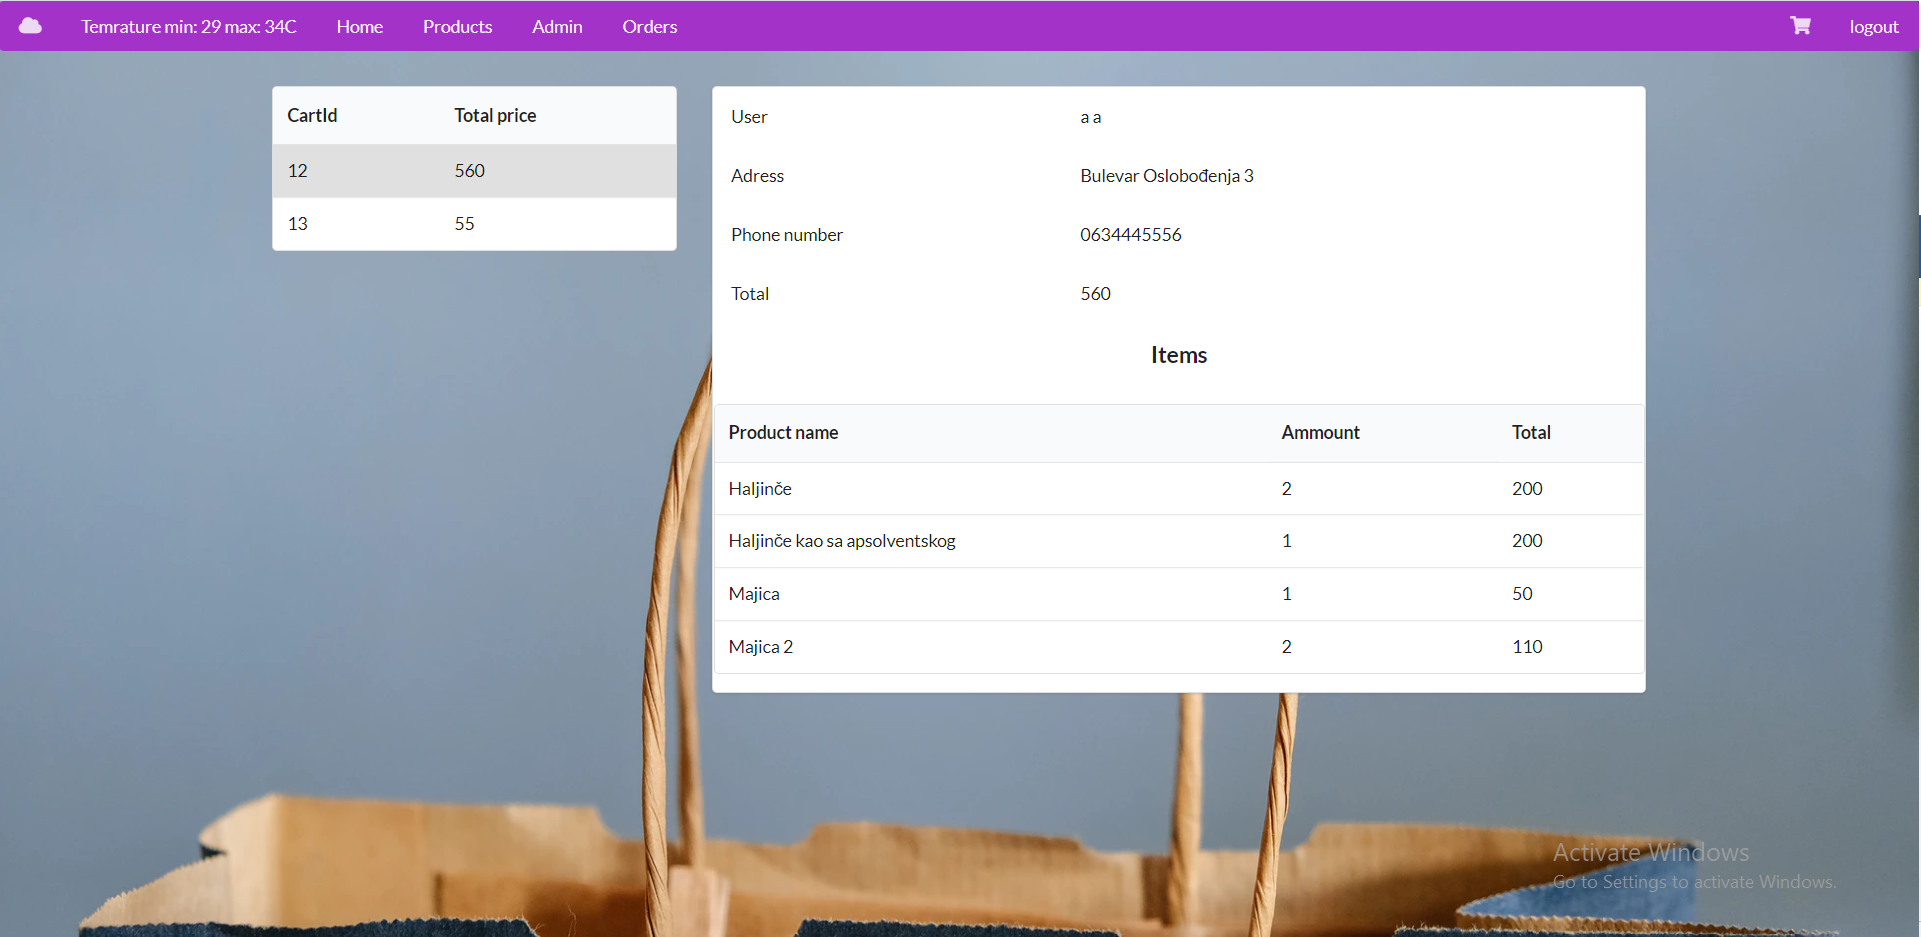 Temrature min: 29 max: 34C Home Products Admin Orders logout
CartId Total price
12 560
13 55
User a a
Adress Bulevar Oslobođenja 3
Phone number 0634445556
Total 560
Items
Product name Ammount Total
Haljinče 2 200
Haljinče kao sa apsolventskog 1 200
Majica 1 50
Majica 2 2 110
Activate Windows
Go to Settings to activate Windows.